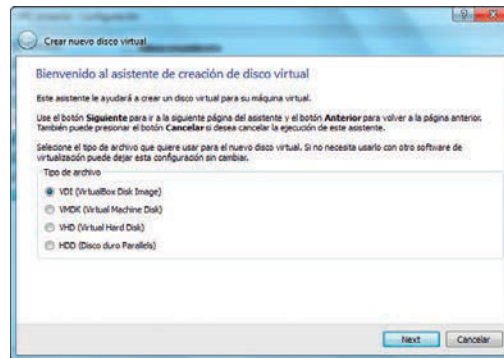 Crear nuevo disco virtual
Bienvenido al asistente de creación de disco virtual
Este asistente le ayudará a crear un disco virtual para su máquina virtual.
Use el botón Siguiente para ir a la siguiente página del asistente y el botón Anterior para volver a la página anterior.
También puede presionar el botón Cancelar si desea cancelar la ejecución de este asistente.
Seleccione el tipo de archivo que quiere usar para el nuevo disco virtual. Si no necesita usarlo con otro software de
virtualización puede dejar esta configuración sin cambiar.
Tipo de archivo
VDI (VirtualBox Disk Image)
VMDK (Virtual Machine Disk)
VHD (Virtual Hard Disk)
HDD (Disco duro Parallels)
Next Cancelar